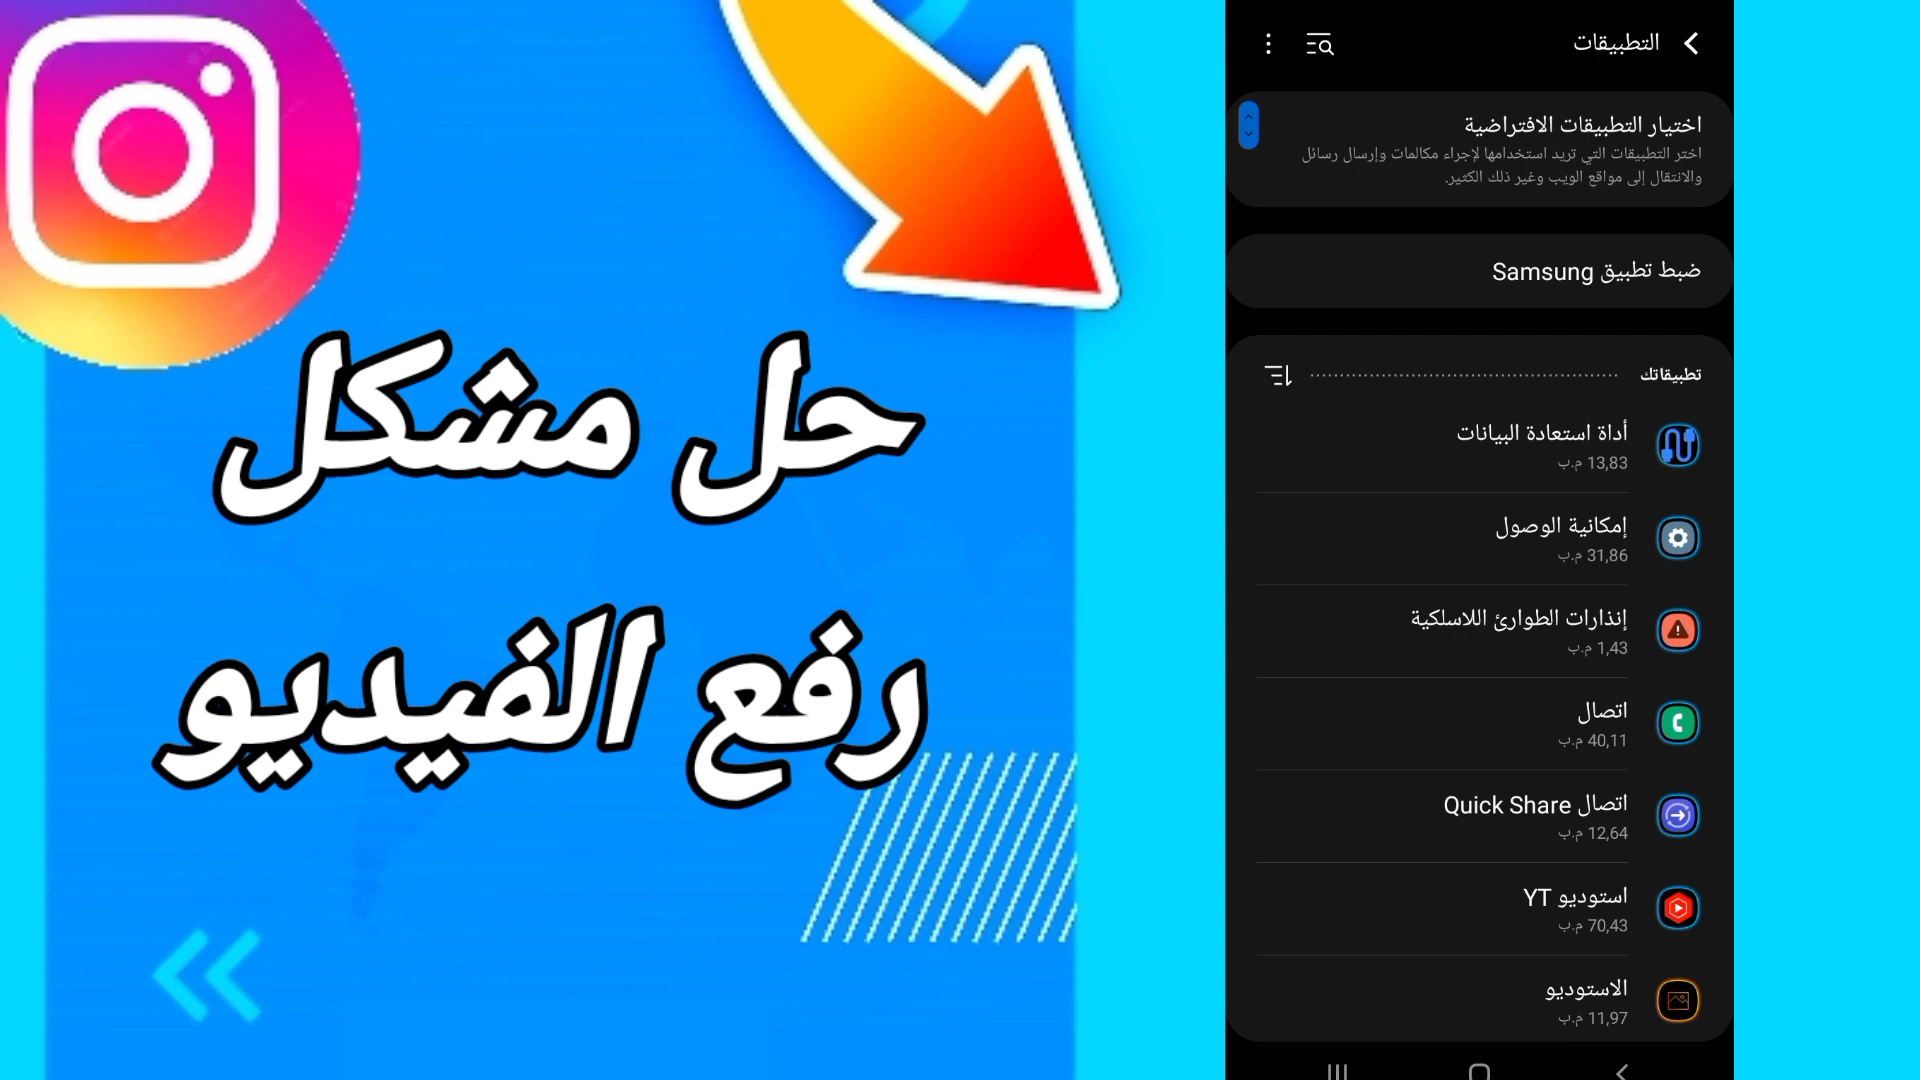 حل مشكل
رفع الفيديو
التطبيقات
اختيار التطبيقات الافتراضية
اختر التطبيقات التي تريد استخدامها لإجراء مكالمات وإرسال رسائل
والانتقال إلى مواقع الويب وغير ذلك الكثير.
ضبط تطبيق Samsung
تطبيقاتك
أداة استعادة البيانات
13,83 م.ب
إمكانية الوصول
31,86 م.ب
إنذارات الطوارئ اللاسلكية
1,43 م.ب
اتصال
40,11 م.ب
اتصال Quick Share
12,64 م.ب
استوديو YT
70,43 م.ب
الاستوديو
11,97 م.ب